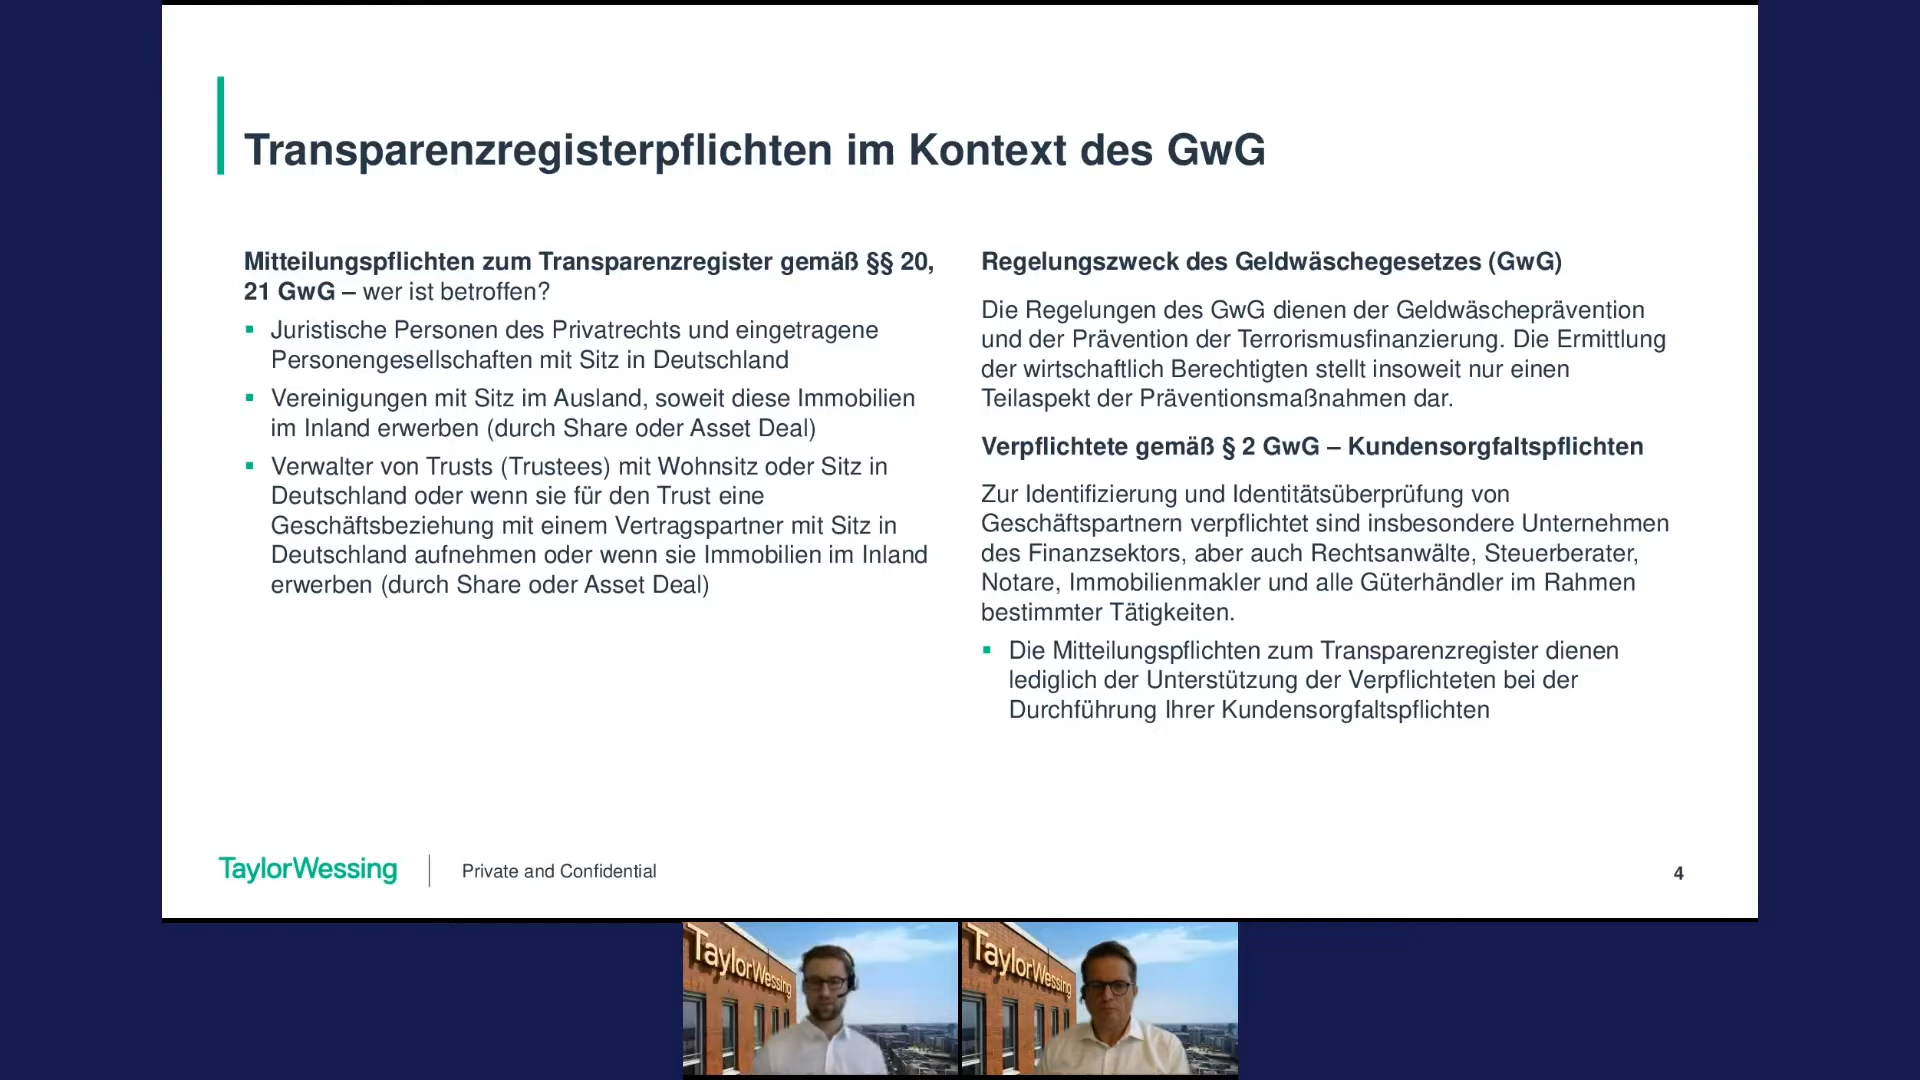 Transparenzregisterpflichten im Kontext des GwG
Mitteilungspflichten zum Transparenzregister gemäß §§ 20,
21 GwG – wer ist betroffen?
▪ Juristische Personen des Privatrechts und eingetragene
Personengesellschaften mit Sitz in Deutschland
▪ Vereinigungen mit Sitz im Ausland, soweit diese Immobilien
im Inland erwerben (durch Share oder Asset Deal)
▪ Verwalter von Trusts (Trustees) mit Wohnsitz oder Sitz in
Deutschland oder wenn sie für den Trust eine
Geschäftsbeziehung mit einem Vertragspartner mit Sitz in
Deutschland aufnehmen oder wenn sie Immobilien im Inland
erwerben (durch Share oder Asset Deal)
Regelungszweck des Geldwäschegesetzes (GwG)
Die Regelungen des GwG dienen der Geldwäscheprävention
und der Prävention der Terrorismusfinanzierung. Die Ermittlung
der wirtschaftlich Berechtigten stellt insoweit nur einen
Teilaspekt der Präventionsmaßnahmen dar.
Verpflichtete gemäß § 2 GwG – Kundensorgfaltspflichten
Zur Identifizierung und Identitätsüberprüfung von
Geschäftspartnern verpflichtet sind insbesondere Unternehmen
des Finanzsektors, aber auch Rechtsanwälte, Steuerberater,
Notare, Immobilienmakler und alle Güterhändler im Rahmen
bestimmter Tätigkeiten.
▪ Die Mitteilungspflichten zum Transparenzregister dienen
lediglich der Unterstützung der Verpflichteten bei der
Durchführung Ihrer Kundensorgfaltspflichten
TaylorWessing
Private and Confidential
4
TaylorWessing
TaylorWessing